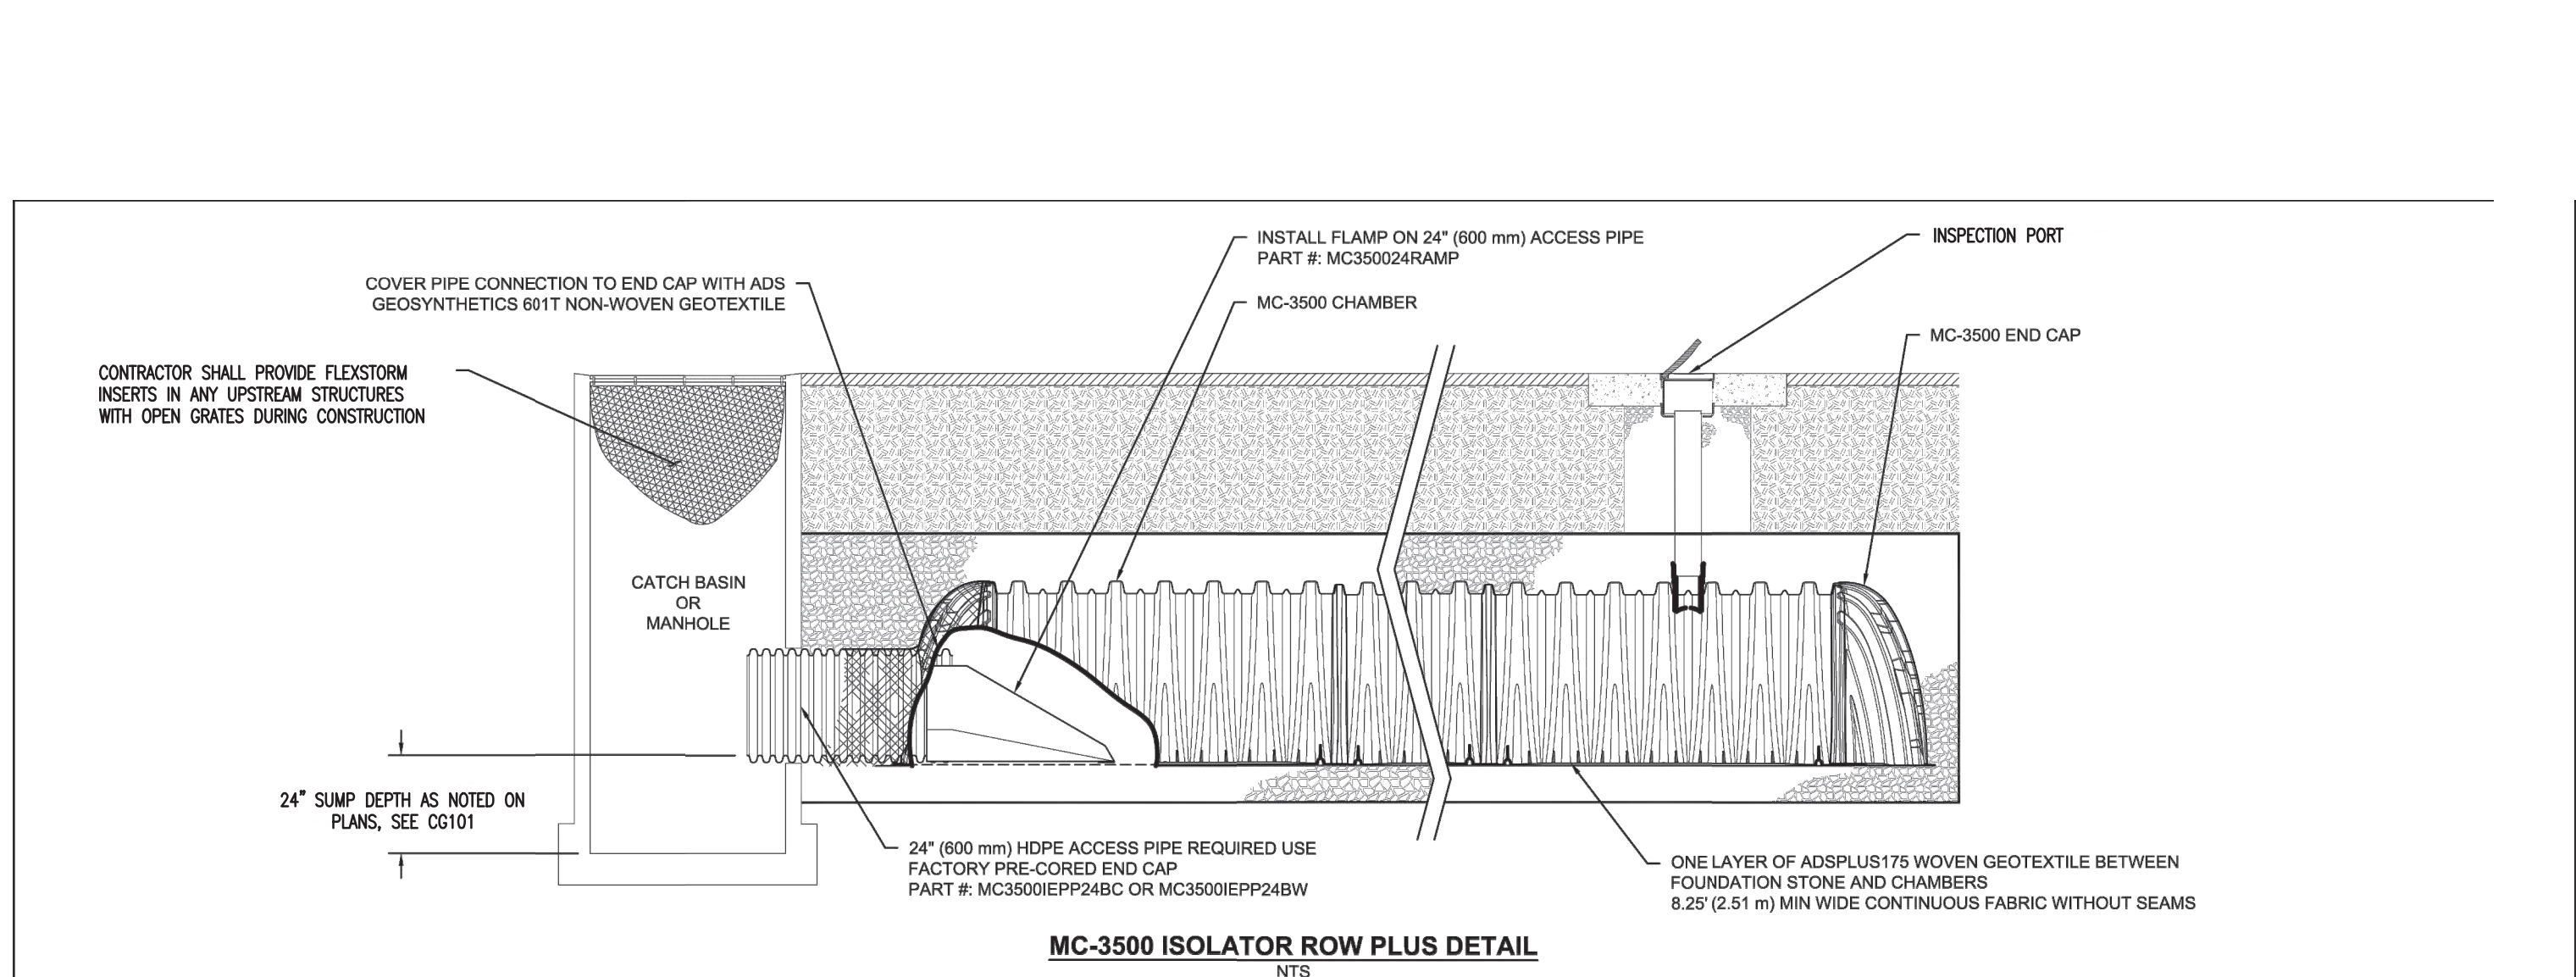 INSTALL FLAMP ON 24" (600 mm) ACCESS PIPE
PART #: MC350024RAMP
INSPECTION PORT
COVER PIPE CONNECTION TO END CAP WITH ADS
GEOSYNTHETICS 601T NON-WOVEN GEOTEXTILE
MC-3500 CHAMBER
MC-3500 END CAP
CONTRACTOR SHALL PROVIDE FLEXSTORM
INSERTS IN ANY UPSTREAM STRUCTURES
WITH OPEN GRATES DURING CONSTRUCTION
CATCH BASIN
OR
MANHOLE
24" SUMP DEPTH AS NOTED ON
PLANS, SEE CG101
24" (600 mm) HDPE ACCESS PIPE REQUIRED USE
FACTORY PRE-CORED END CAP
PART #: MC3500IEPP24BC OR MC3500IEPP24BW
ONE LAYER OF ADSPLUS175 WOVEN GEOTEXTILE BETWEEN
FOUNDATION STONE AND CHAMBERS
8.25' (2.51 m) MIN WIDE CONTINUOUS FABRIC WITHOUT SEAMS
MC-3500 ISOLATOR ROW PLUS DETAIL
NTS